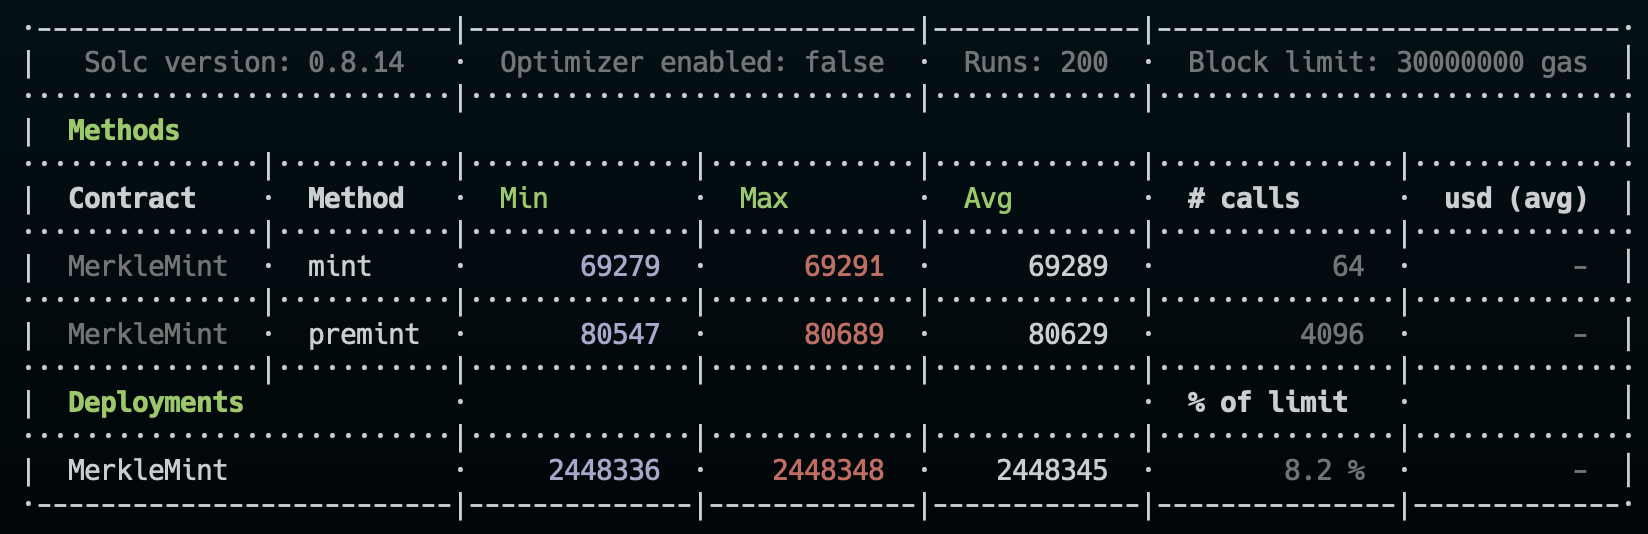 Solc version: 0.8.14 · Optimizer enabled: false · Runs: 200 · Block limit: 30000000 gas
Methods
Contract · Method · Min · Max · Avg · # calls · usd (avg)
MerkleMint · mint · 69279 · 69291 · 69289 · 64 · -
MerkleMint · premint · 80547 · 80689 · 80629 · 4096 · -
Deployments · · % of limit ·
MerkleMint · 2448336 · 2448348 · 2448345 · 8.2 % · -